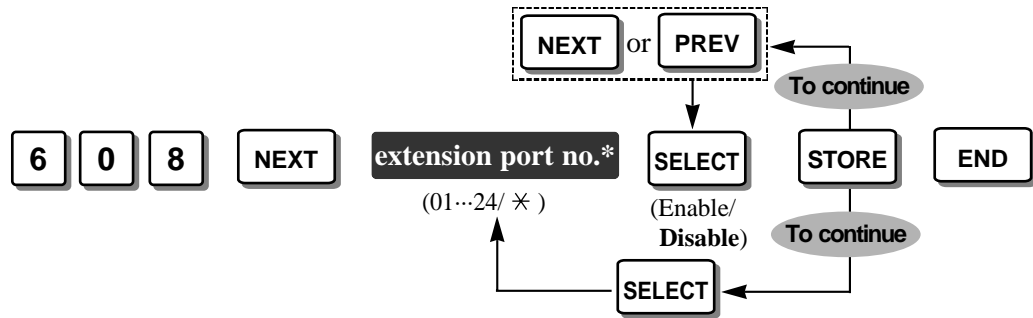 NEXT or PREV
To continue
6 0 8 NEXT extension port no.* SELECT STORE END
(01···24/ ✳ )
(Enable/
Disable)
To continue
SELECT